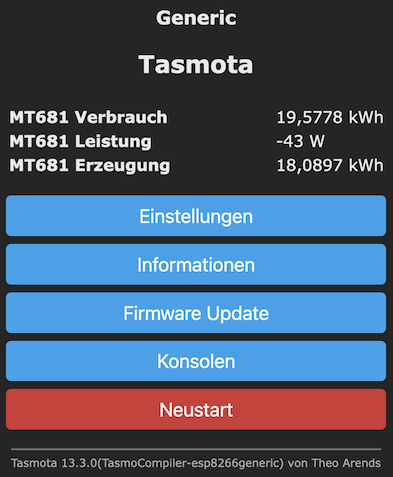 Generic
Tasmota
MT681 Verbrauch 19,5778 kWh
MT681 Leistung -43 W
MT681 Erzeugung 18,0897 kWh
Einstellungen
Informationen
Firmware Update
Konsolen
Neustart
Tasmota 13.3.0(TasmoCompiler-esp8266generic) von Theo Arends